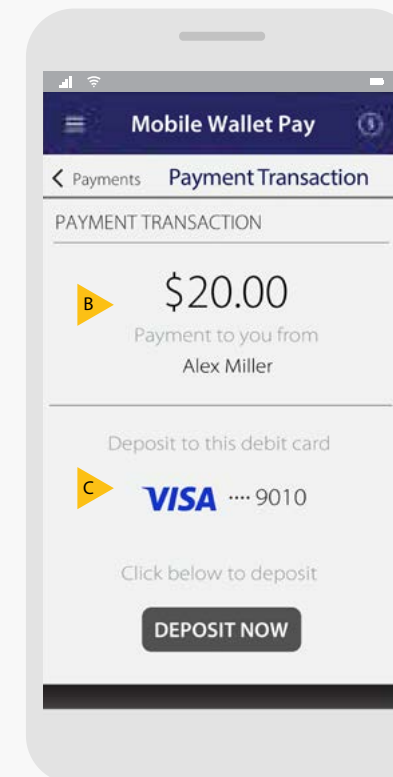 Mobile Wallet Pay
Payments Payment Transaction
PAYMENT TRANSACTION
B $20.00
Payment to you from
Alex Miller
Deposit to this debit card
C VISA ···· 9010
Click below to deposit
DEPOSIT NOW